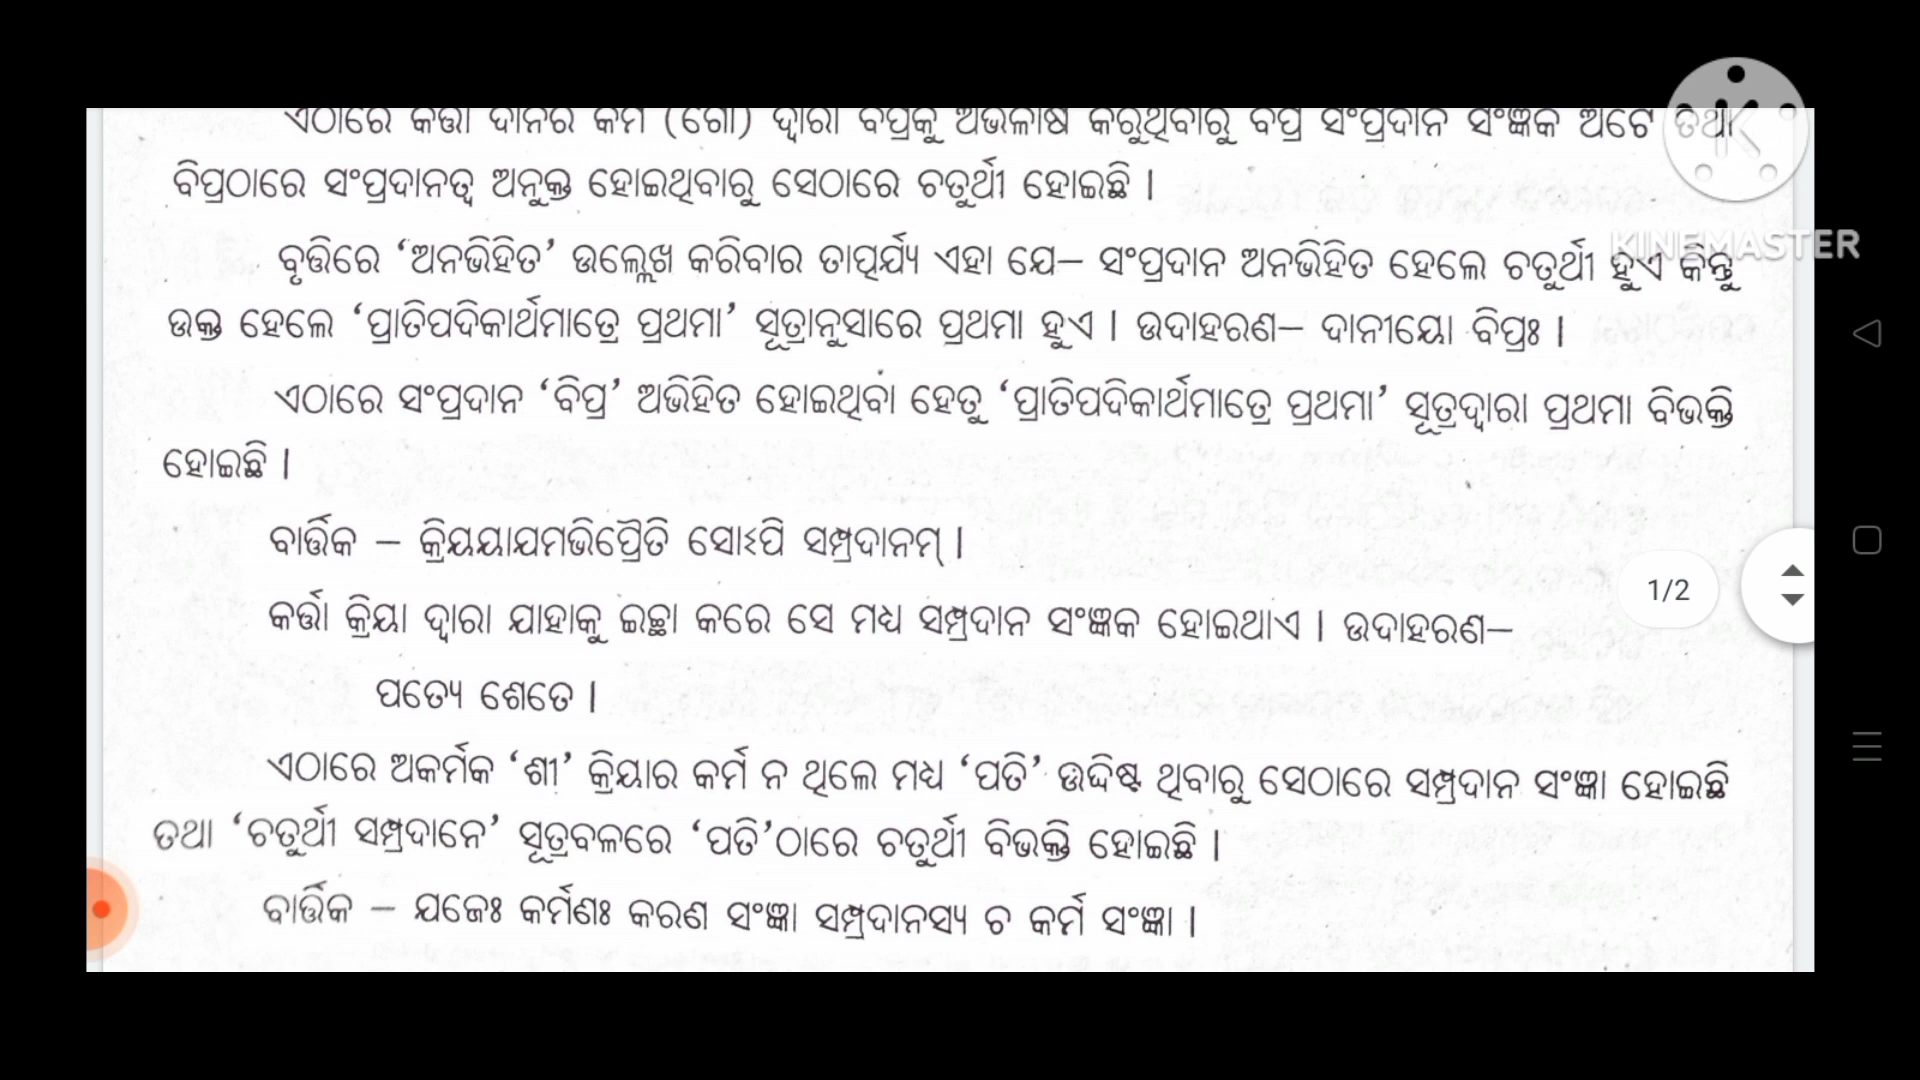 ଏଠାରେ କର୍ତ୍ତା ଦାନର କର୍ମ (ଗୋ) ଦ୍ୱାରା ବିପ୍ରକୁ ଅଭିଳାଷ କରୁଥିବାରୁ ବିପ୍ର ସଂପ୍ରଦାନ ସଂଜ୍ଞକ ଅଟେ ତଥା
ବିପ୍ରଠାରେ ସଂପ୍ରଦାନତ୍ୱ ଅନୁକ୍ତ ହୋଇଥିବାରୁ ସେଠାରେ ଚତୁର୍ଥୀ ହୋଇଛି ।
KINEMASTER
ବୃତ୍ତିରେ ‘ଅନଭିହିତ’ ଉଲ୍ଲେଖ କରିବାର ତାତ୍ପର୍ଯ୍ୟ ଏହା ଯେ– ସଂପ୍ରଦାନ ଅନଭିହିତ ହେଲେ ଚତୁର୍ଥୀ ହୁଏ କିନ୍ତୁ
ଉକ୍ତ ହେଲେ ‘ପ୍ରାତିପଦିକାର୍ଥମାତ୍ରେ ପ୍ରଥମା’ ସୂତ୍ରାନୁସାରେ ପ୍ରଥମା ହୁଏ । ଉଦାହରଣ– ଦାନୀୟୋ ବିପ୍ରଃ ।
ଏଠାରେ ସଂପ୍ରଦାନ ‘ବିପ୍ର’ ଅଭିହିତ ହୋଇଥିବା ହେତୁ ‘ପ୍ରାତିପଦିକାର୍ଥମାତ୍ରେ ପ୍ରଥମା’ ସୂତ୍ରଦ୍ୱାରା ପ୍ରଥମା ବିଭକ୍ତି
ହୋଇଛି ।
ବାର୍ତ୍ତିକ – କ୍ରିୟୟାଯମଭିପ୍ରୈତି ସୋଽପି ସମ୍ପ୍ରଦାନମ୍ ।
1/2
କର୍ତ୍ତା କ୍ରିୟା ଦ୍ୱାରା ଯାହାକୁ ଇଚ୍ଛା କରେ ସେ ମଧ୍ୟ ସମ୍ପ୍ରଦାନ ସଂଜ୍ଞକ ହୋଇଥାଏ । ଉଦାହରଣ–
ପତ୍ୟେ ଶେତେ ।
ଏଠାରେ ଅକର୍ମକ ‘ଶୀ’ କ୍ରିୟାର କର୍ମ ନ ଥିଲେ ମଧ୍ୟ ‘ପତି’ ଉଦ୍ଦିଷ୍ଟ ଥିବାରୁ ସେଠାରେ ସମ୍ପ୍ରଦାନ ସଂଜ୍ଞା ହୋଇଛି
ତଥା ‘ଚତୁର୍ଥୀ ସମ୍ପ୍ରଦାନେ’ ସୂତ୍ରବଳରେ ‘ପତି’ଠାରେ ଚତୁର୍ଥୀ ବିଭକ୍ତି ହୋଇଛି ।
ବାର୍ତ୍ତିକ – ଯଜେଃ କର୍ମଣଃ କରଣ ସଂଜ୍ଞା ସମ୍ପ୍ରଦାନସ୍ୟ ଚ କର୍ମ ସଂଜ୍ଞା ।